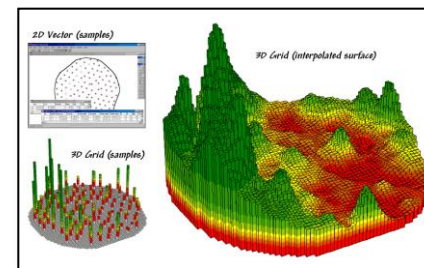 2D Vector (samples)
3D Grid (interpolated surface)
3D Grid (samples)